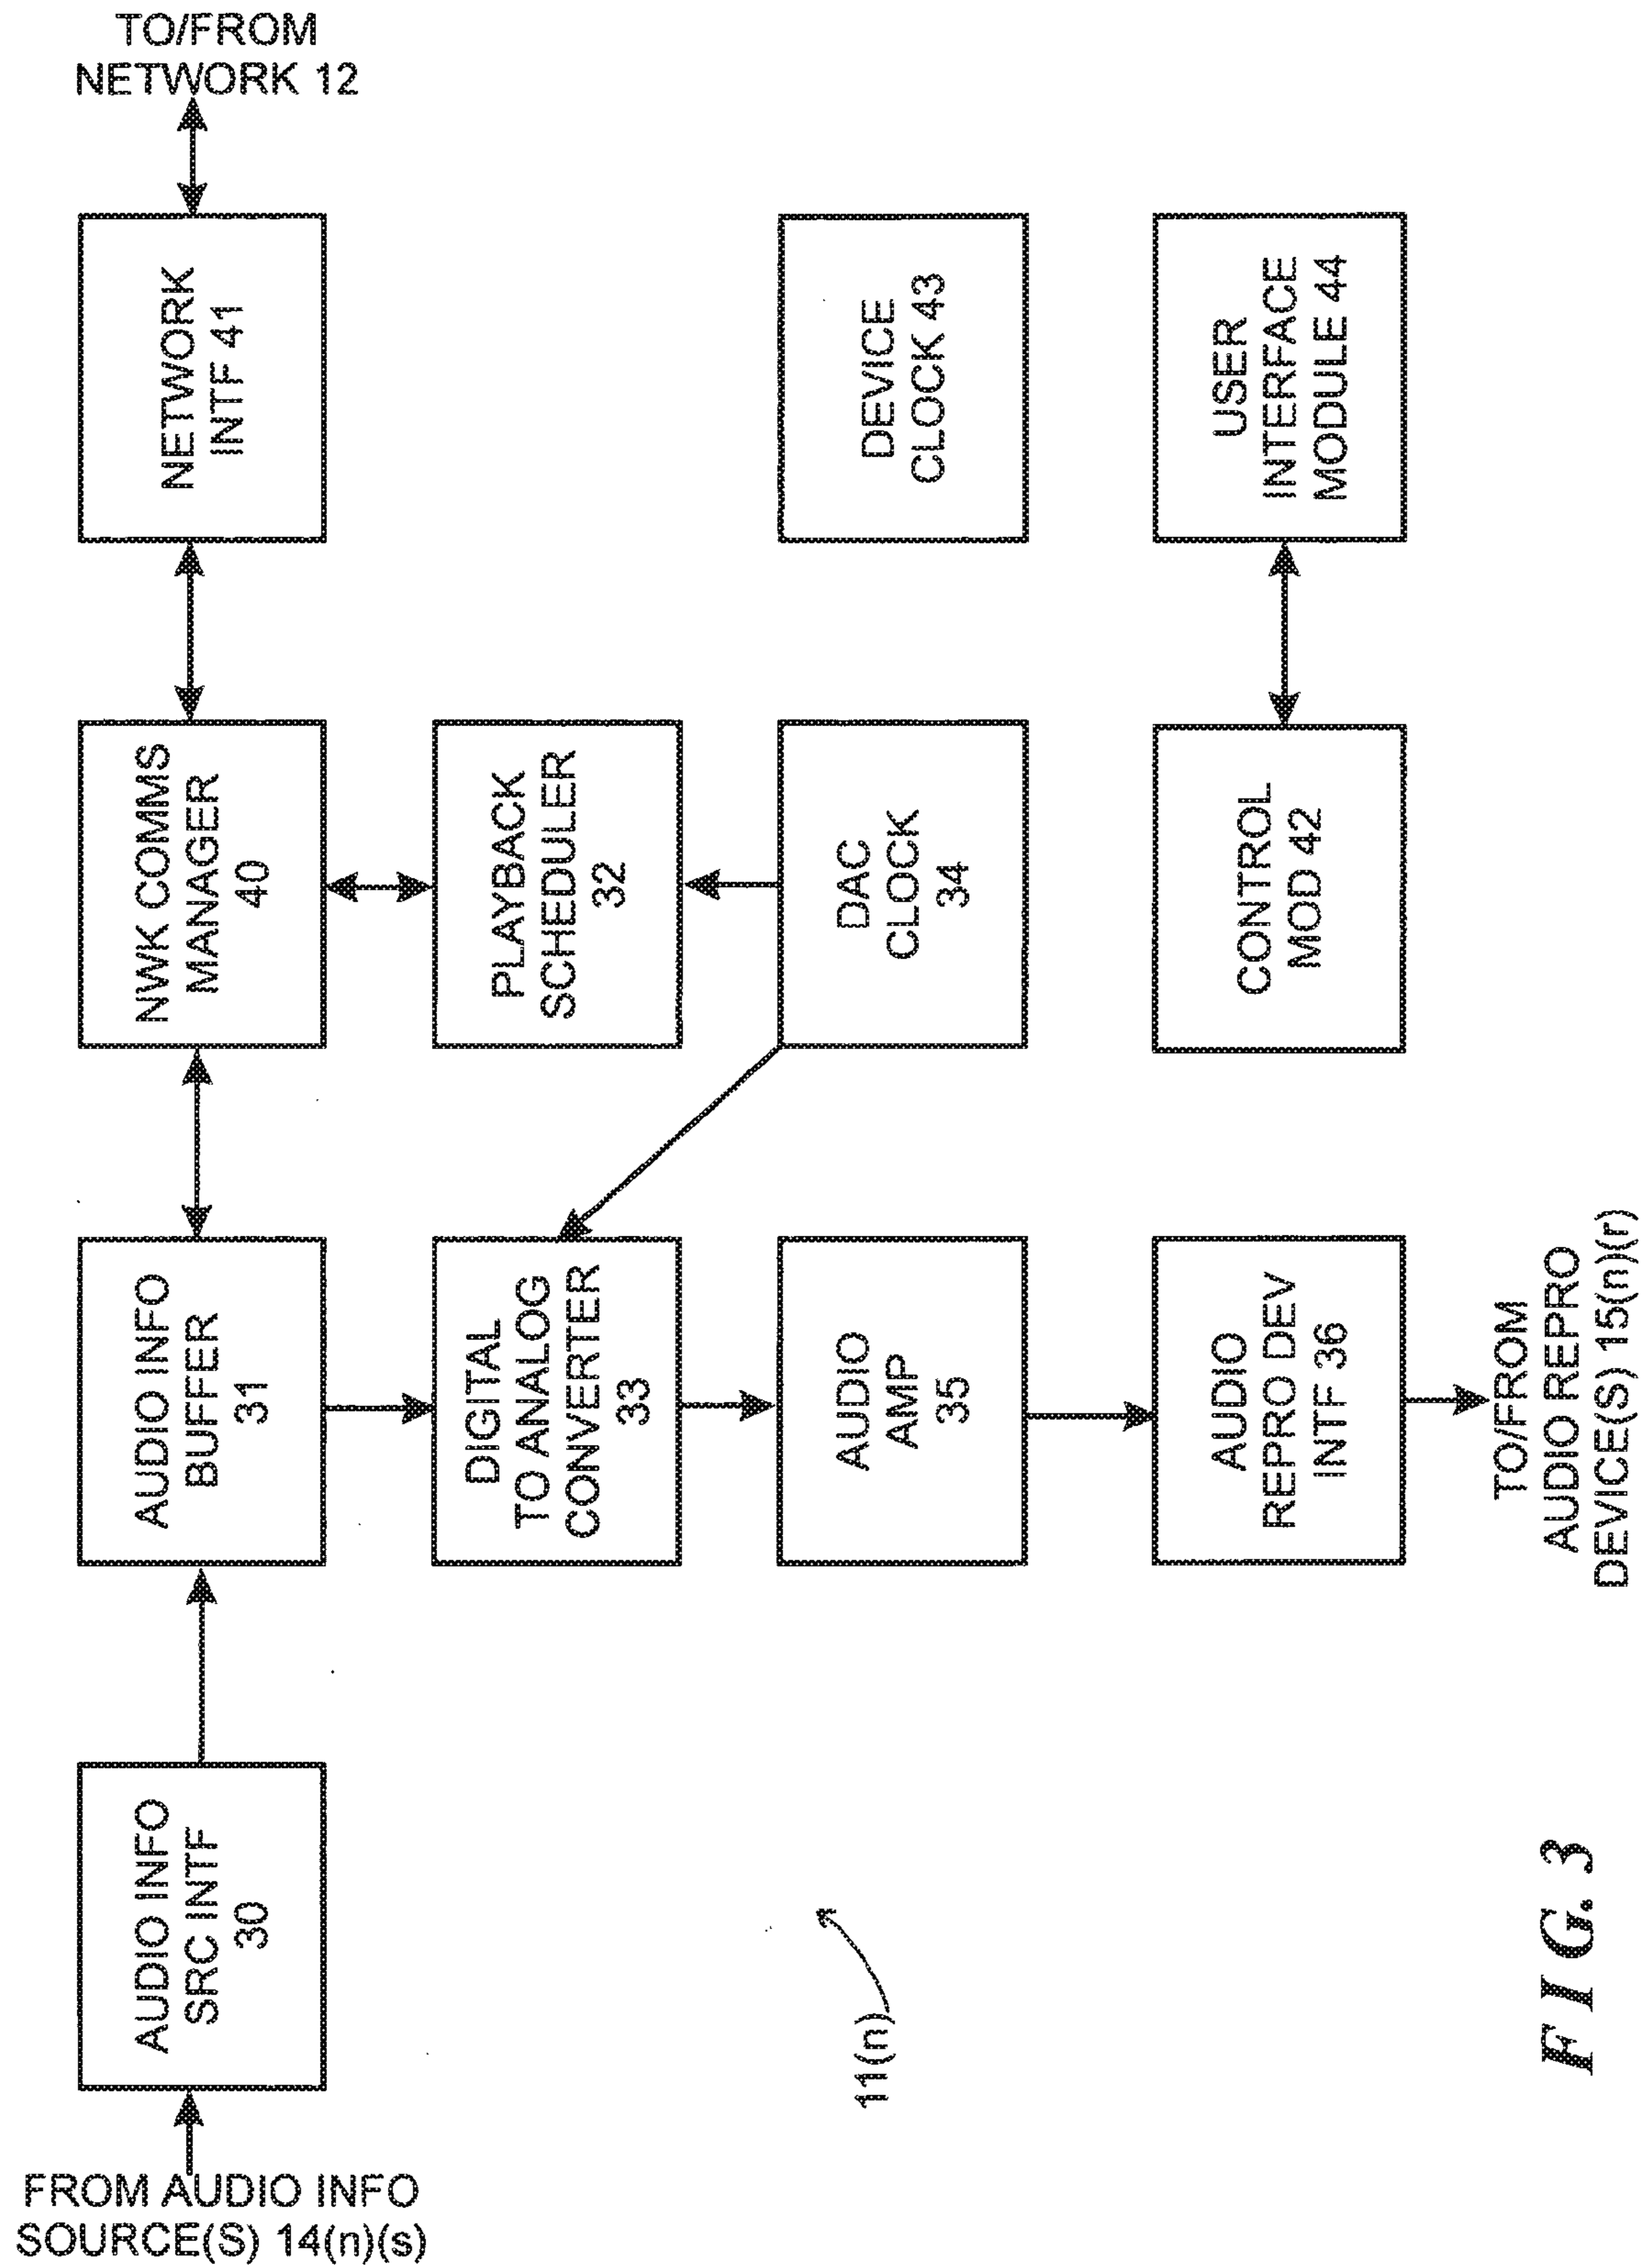 FROM AUDIO INFO
SOURCE(S) 14(n)(s)
AUDIO INFO
SRC INTF
30
AUDIO INFO
BUFFER
31
NWK COMMS
MANAGER
40
NETWORK
INTF 41
TO/FROM
NETWORK 12
DIGITAL
TO ANALOG
CONVERTER
33
PLAYBACK
SCHEDULER
32
AUDIO
AMP
35
DAC
CLOCK
34
DEVICE
CLOCK 43
11(n)
AUDIO
REPRO DEV
INTF 36
CONTROL
MOD 42
USER
INTERFACE
MODULE 44
TO/FROM
AUDIO REPRO
DEVICE(S) 15(n)(r)
FIG. 3